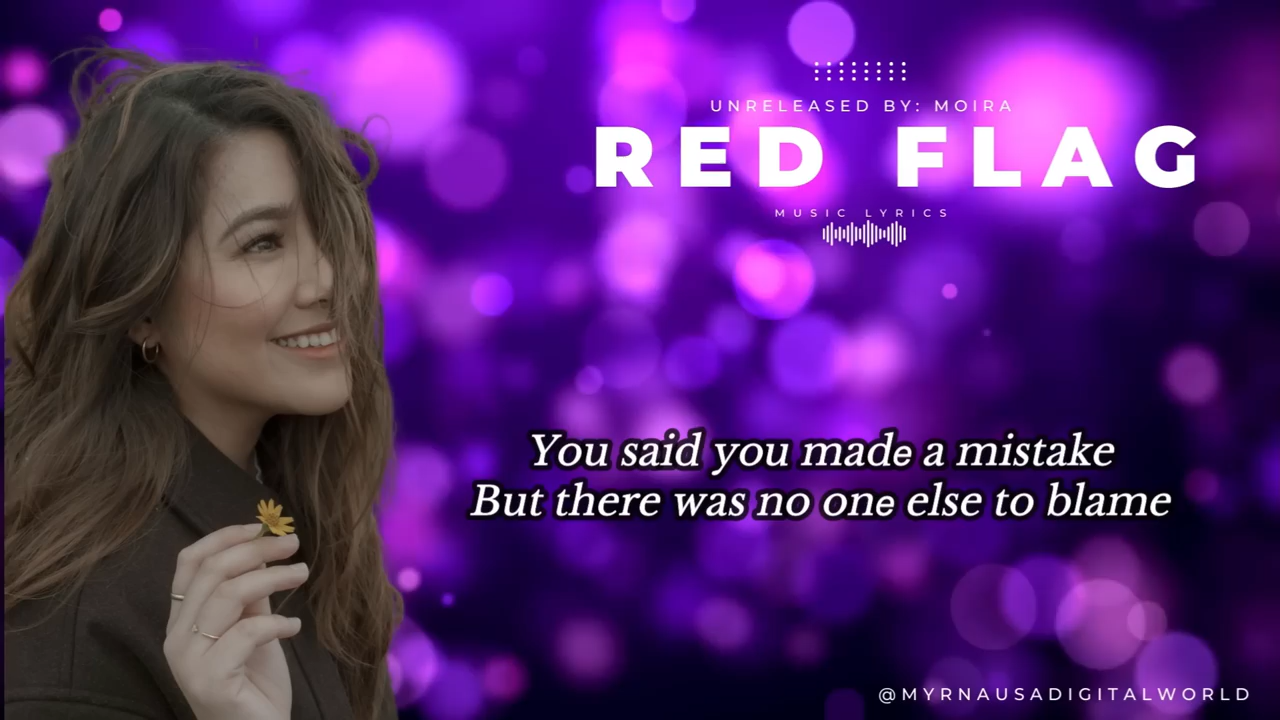 UNRELEASED BY: MOIRA
RED FLAG
MUSIC LYRICS
You said you made a mistake
But there was no one else to blame
@MYRNAUSADIGITALWORLD